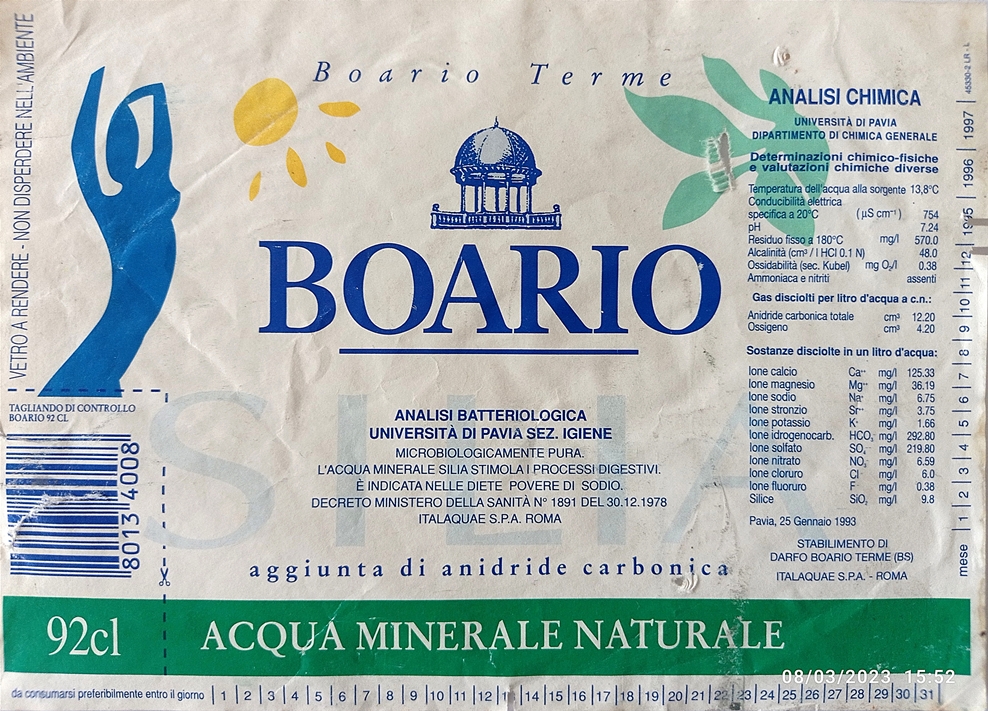 VETRO A RENDERE - NON DISPERDERE NELL'AMBIENTE
Boario Terme
BOARIO
SILIA
ANALISI BATTERIOLOGICA
UNIVERSITÀ DI PAVIA SEZ. IGIENE
MICROBIOLOGICAMENTE PURA.
L'ACQUA MINERALE SILIA STIMOLA I PROCESSI DIGESTIVI.
È INDICATA NELLE DIETE POVERE DI SODIO.
DECRETO MINISTERO DELLA SANITÀ N° 1891 DEL 30.12.1978
ITALAQUAE S.P.A. ROMA
aggiunta di anidride carbonica
TAGLIANDO DI CONTROLLO
BOARIO 92 CL
8013 4008
ANALISI CHIMICA
UNIVERSITÀ DI PAVIA
DIPARTIMENTO DI CHIMICA GENERALE
Determinazioni chimico-fisiche
e valutazioni chimiche diverse
Temperatura dell'acqua alla sorgente 13,8°C
Conducibilità elettrica
specifica a 20°C (µS cm⁻¹) 754
pH 7.24
Residuo fisso a 180°C mg/l 570.0
Alcalinità (cm³ / l HCl 0.1 N) 48.0
Ossidabilità (sec. Kubel) mg O₂/l 0.38
Ammoniaca e nitriti assenti
Gas disciolti per litro d'acqua a c.n.:
Anidride carbonica totale cm³ 12.20
Ossigeno cm³ 4.20
Sostanze disciolte in un litro d'acqua:
Ione calcio Ca⁺⁺ mg/l 125.33
Ione magnesio Mg⁺⁺ mg/l 36.19
Ione sodio Na⁺ mg/l 6.75
Ione stronzio Sr⁺⁺ mg/l 3.75
Ione potassio K⁺ mg/l 1.66
Ione idrogenocarb. HCO₃⁻ mg/l 292.80
Ione solfato SO₄⁻⁻ mg/l 219.80
Ione nitrato NO₃⁻ mg/l 6.59
Ione cloruro Cl⁻ mg/l 6.0
Ione fluoruro F⁻ mg/l 0.38
Silice SiO₂ mg/l 9.8
Pavia, 25 Gennaio 1993
STABILIMENTO DI
DARFO BOARIO TERME (BS)
ITALAQUAE S.P.A. - ROMA
mese | 1 | 2 | 3 | 4 | 5 | 6 | 7 | 8 | 9 | 10 | 11 | 12 | 1995 | 1996 | 1997 | 45330-2 LR - L
92cl
ACQUA MINERALE NATURALE
da consumarsi preferibilmente entro il giorno | 1 | 2 | 3 | 4 | 5 | 6 | 7 | 8 | 9 | 10 | 11 | 12 | 13 | 14 | 15 | 16 | 17 | 18 | 19 | 20 | 21 | 22 | 23 | 24 | 25 | 26 | 27 | 28 | 29 | 30 | 31 |
08/03/2023 15:52